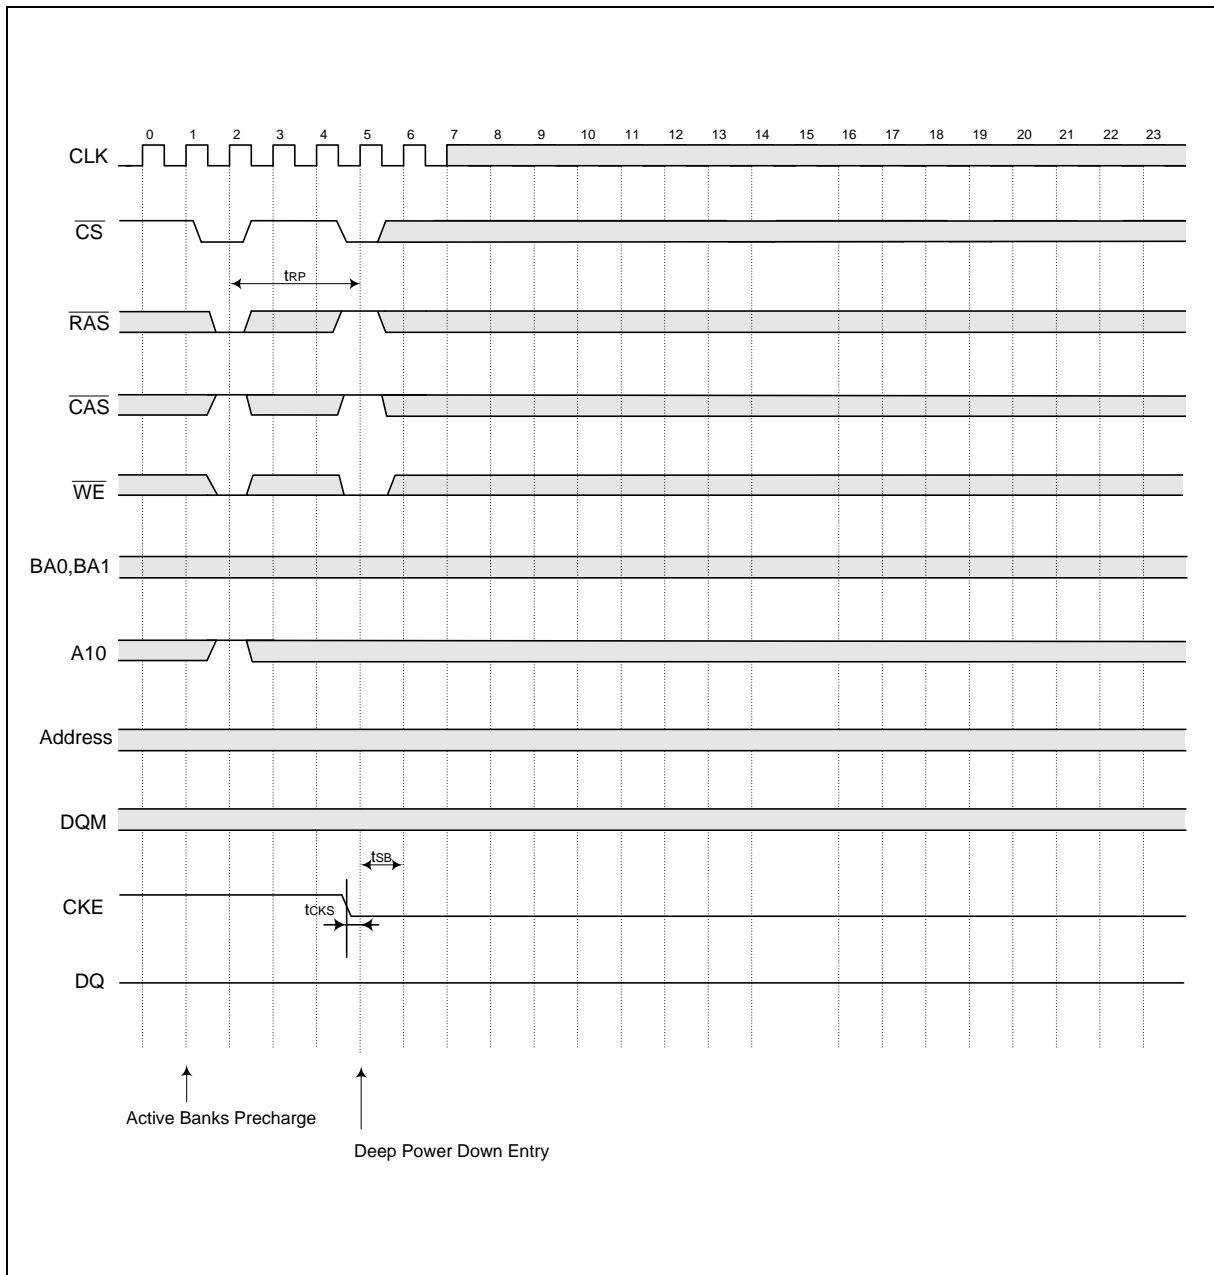 0 1 2 3 4 5 6 7 8 9 10 11 12 13 14 15 16 17 18 19 20 21 22 23
CLK
CS
tRP
RAS
CAS
WE
BA0,BA1
A10
Address
DQM
tSB
CKE
tCKS
DQ
Active Banks Precharge
Deep Power Down Entry